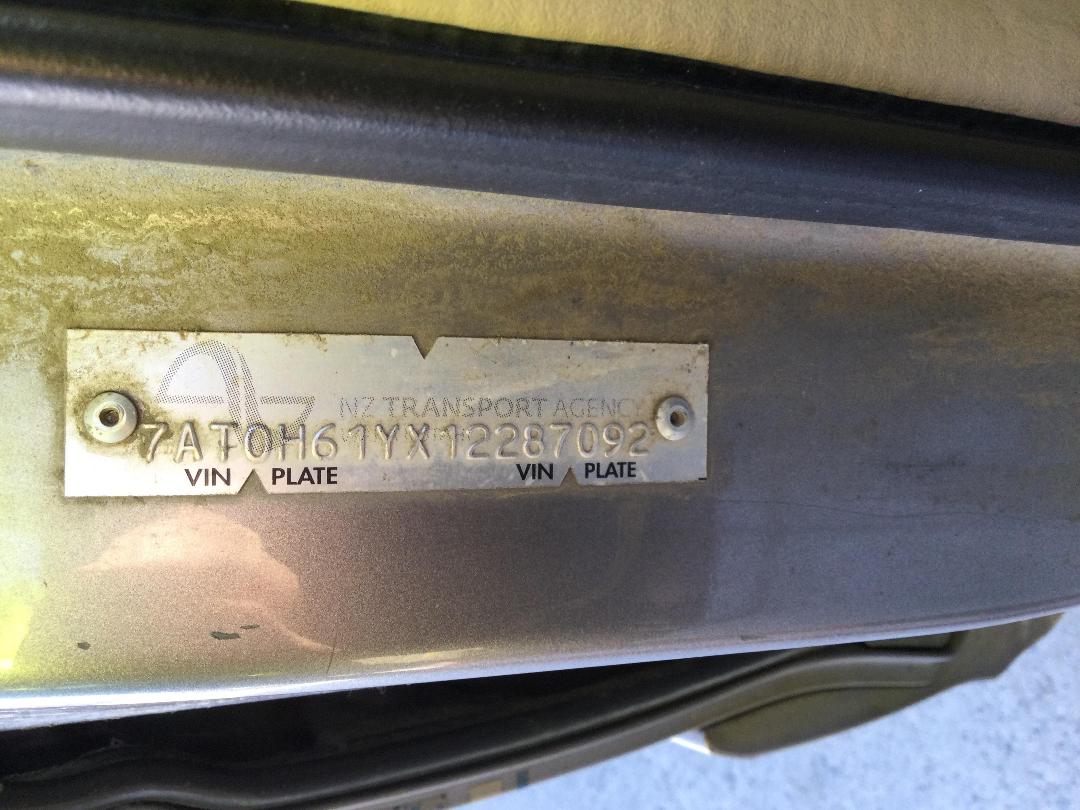 NZ TRANSPORT AGENCY
7AT0H61YX12287092
VIN PLATE VIN PLATE